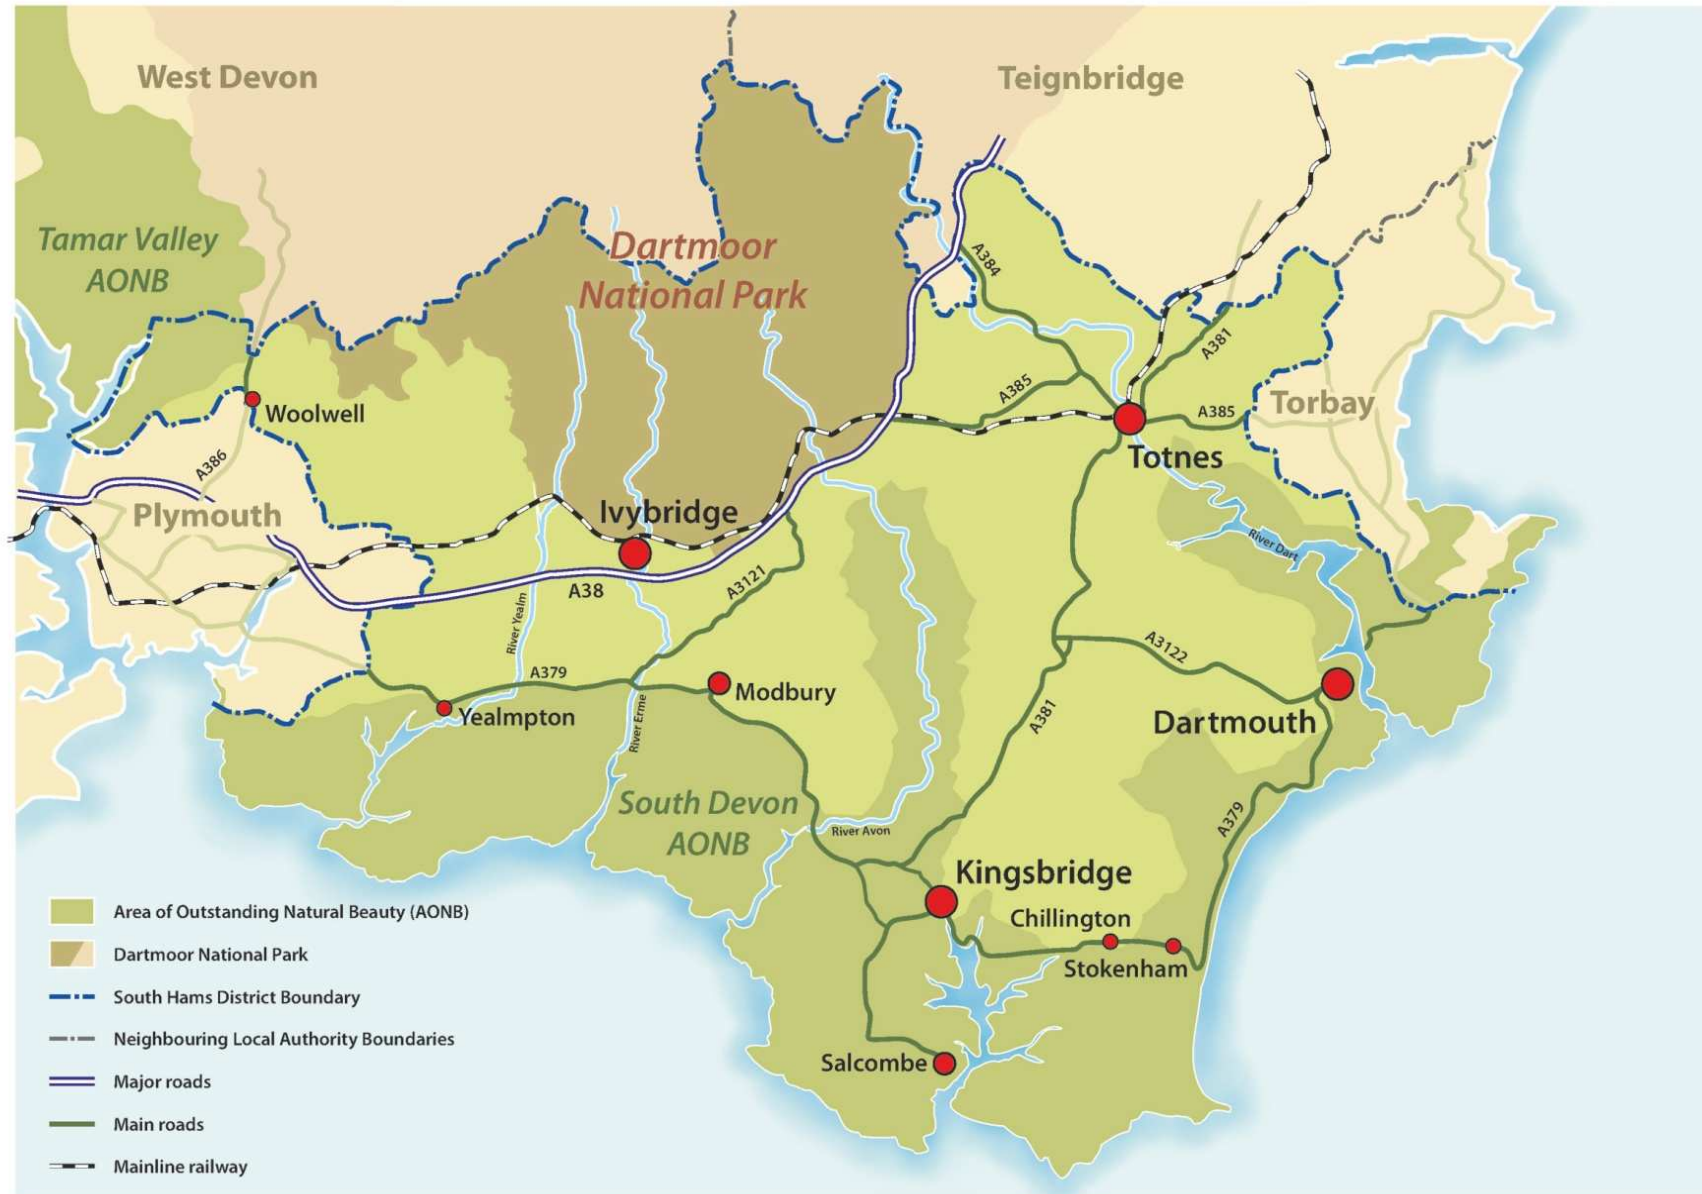 West Devon
Teignbridge
Tamar Valley
AONB
Dartmoor
National Park
A384
A381
A385
A385
Torbay
Woolwell
Totnes
A386
Plymouth
Ivybridge
River Dart
A38
A3121
River Yealm
A379
A3122
Modbury
Yealmpton
River Erme
A381
Dartmouth
South Devon
AONB
River Avon
A379
Kingsbridge
Chillington
Stokenham
Salcombe
Area of Outstanding Natural Beauty (AONB)
Dartmoor National Park
South Hams District Boundary
Neighbouring Local Authority Boundaries
Major roads
Main roads
Mainline railway